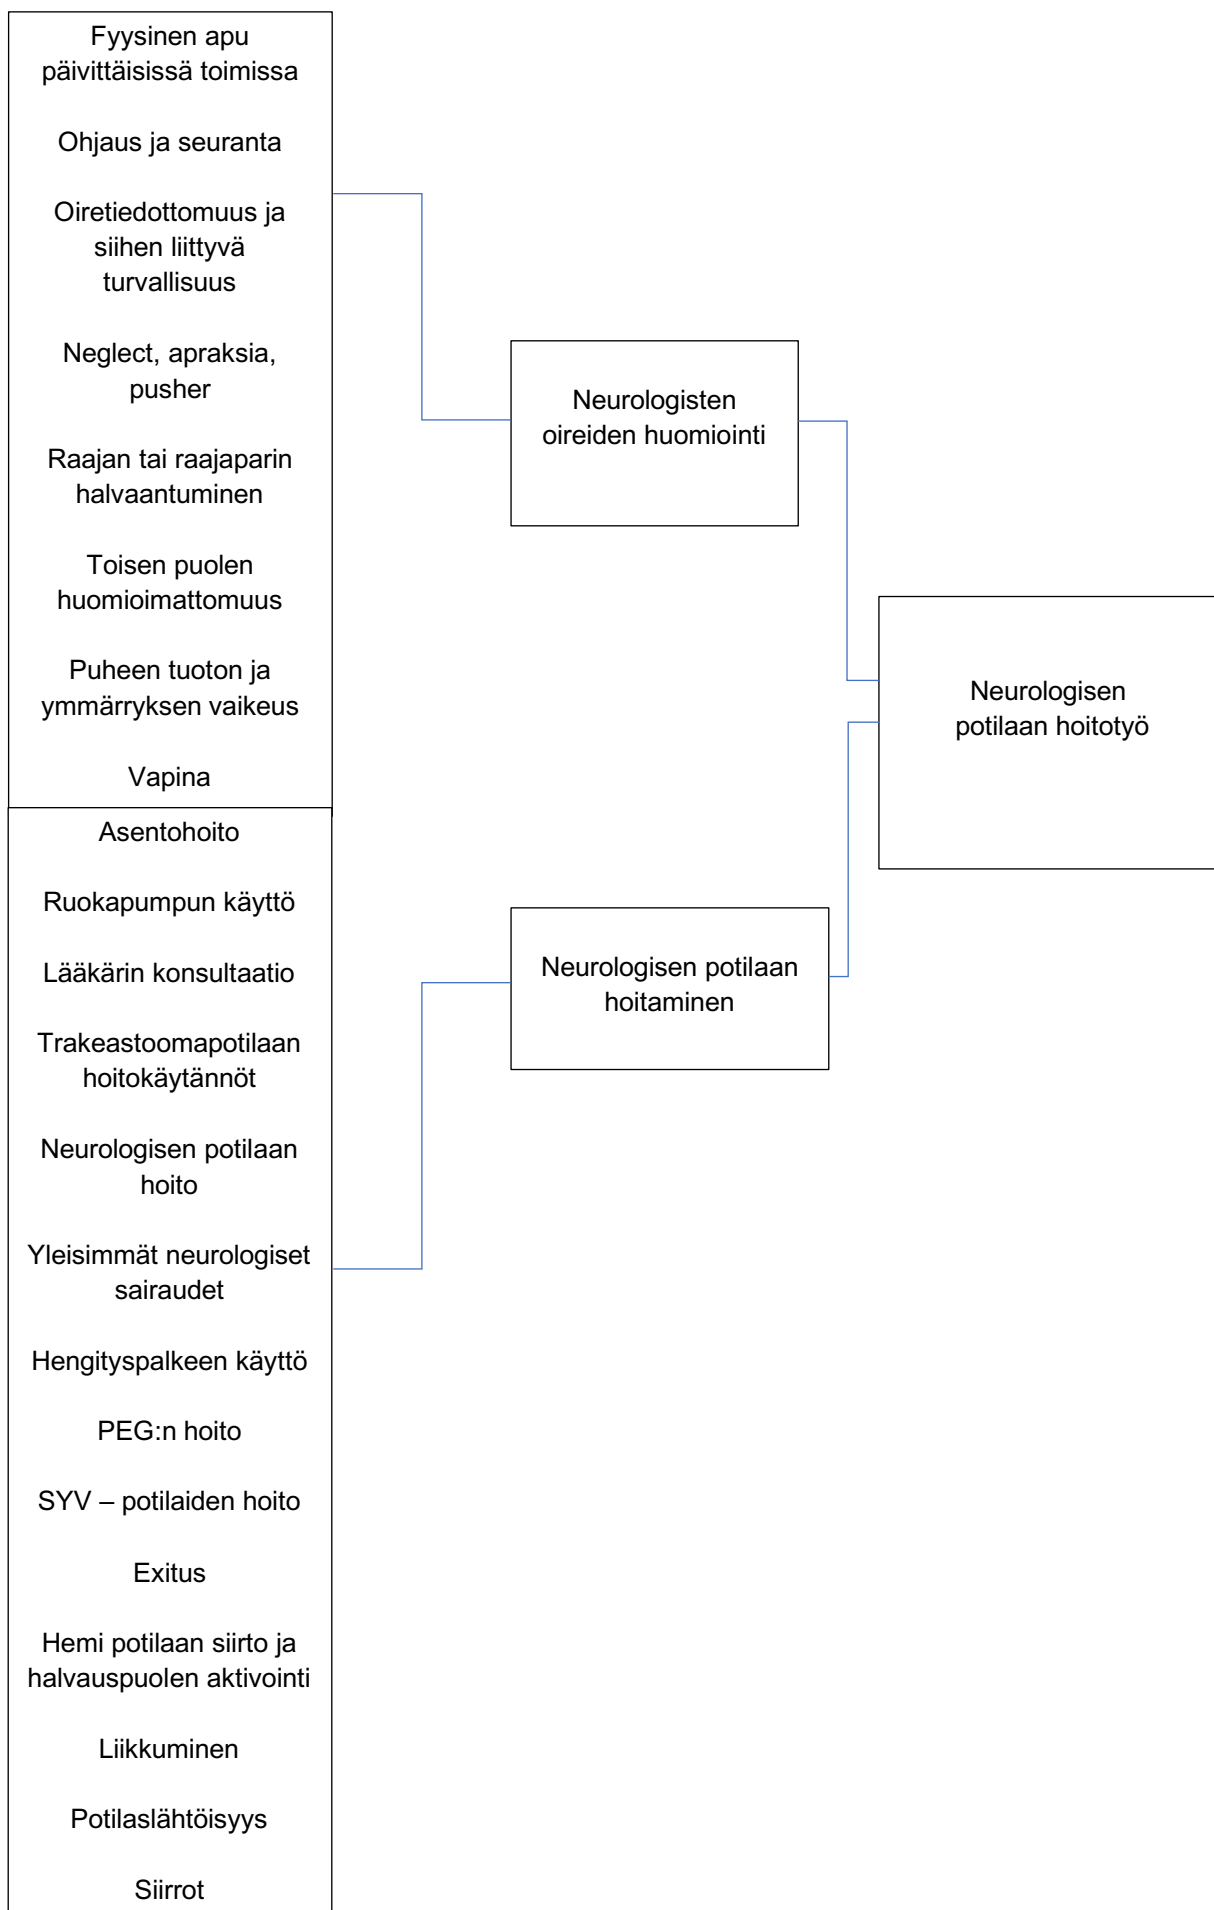 Fyysinen apu
päivittäisissä toimissa
Ohjaus ja seuranta
Oiretiedottomuus ja
siihen liittyvä
turvallisuus
Neglect, apraksia,
pusher
Raajan tai raajaparin
halvaantuminen
Toisen puolen
huomioimattomuus
Puheen tuoton ja
ymmärryksen vaikeus
Vapina
Asentohoito
Ruokapumpun käyttö
Lääkärin konsultaatio
Trakeastoomapotilaan
hoitokäytännöt
Neurologisen potilaan
hoito
Yleisimmät neurologiset
sairaudet
Hengityspalkeen käyttö
PEG:n hoito
SYV – potilaiden hoito
Exitus
Hemi potilaan siirto ja
halvauspuolen aktivointi
Liikkuminen
Potilaslähtöisyys
Siirrot
Neurologisten
oireiden huomiointi
Neurologisen potilaan
hoitaminen
Neurologisen
potilaan hoitotyö